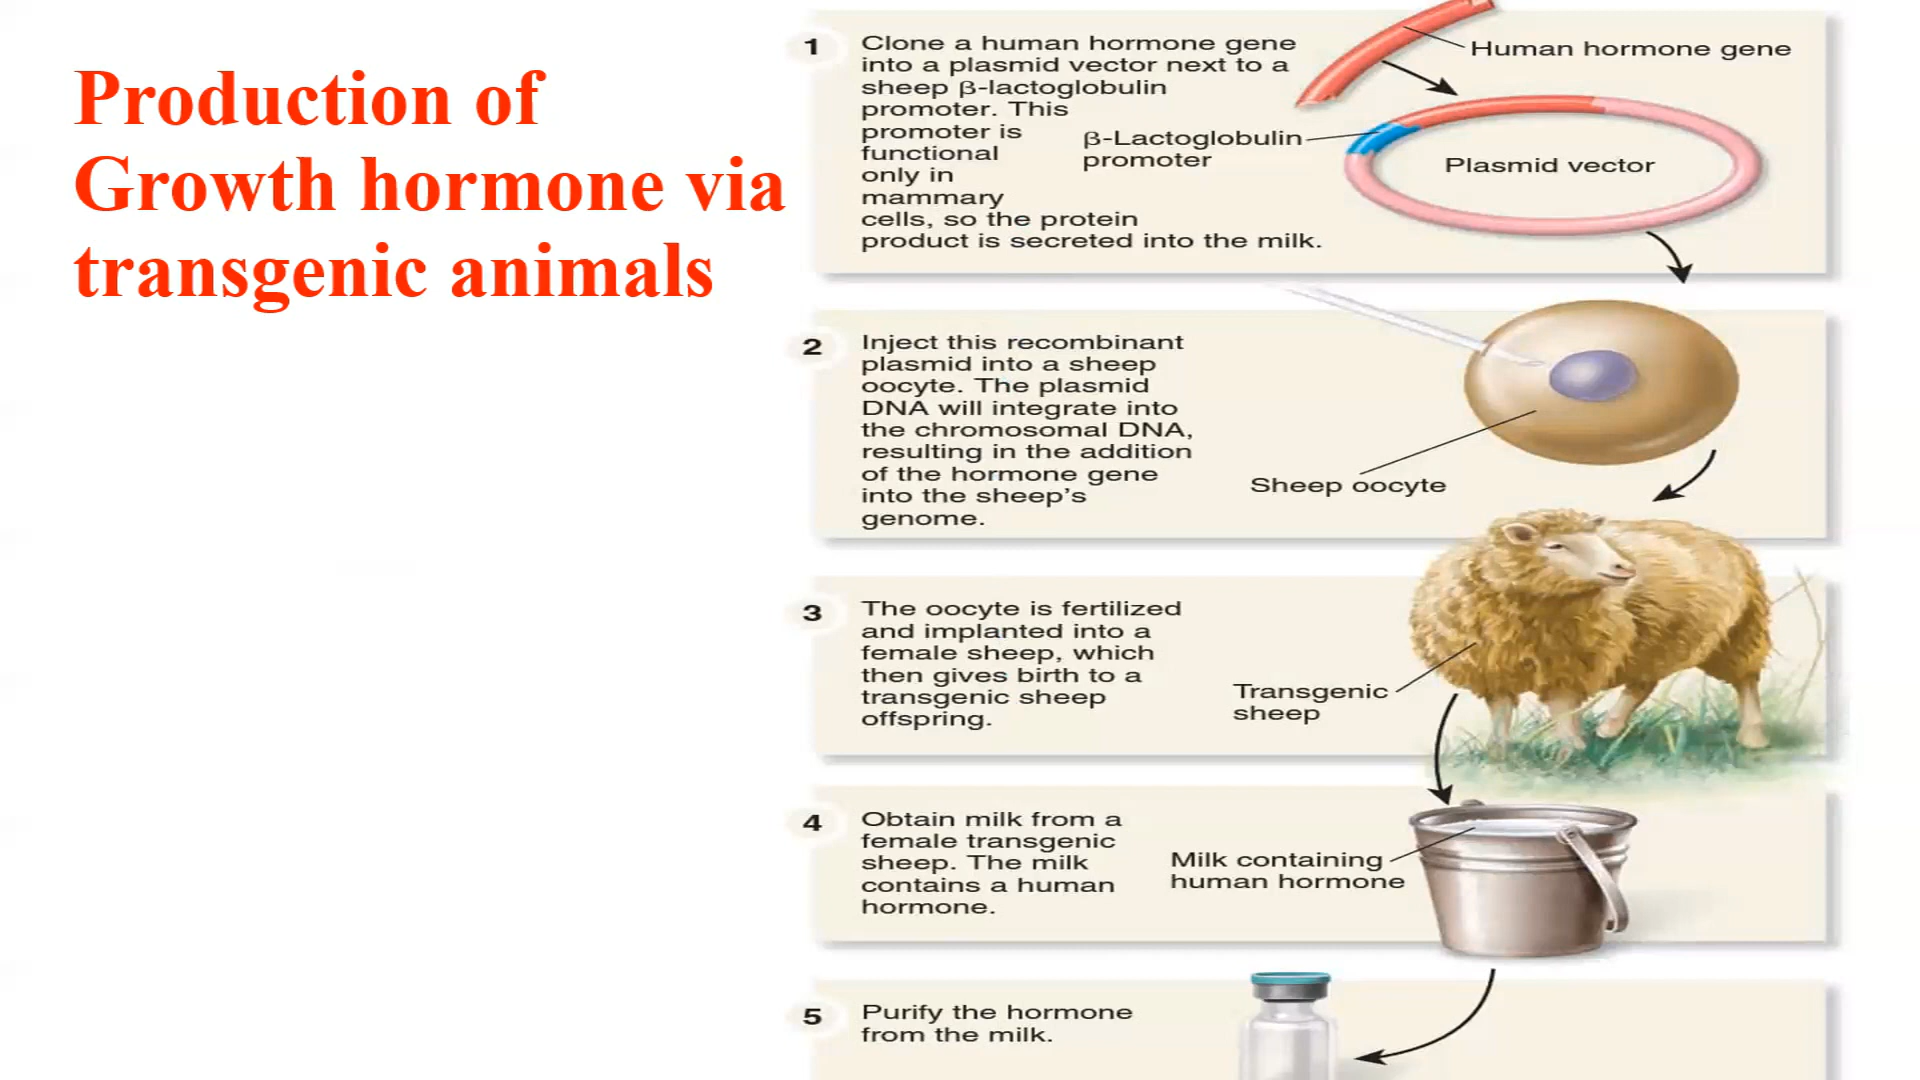 Production of
Growth hormone via
transgenic animals
1
Clone a human hormone gene
into a plasmid vector next to a
sheep β-lactoglobulin
promoter. This
promoter is
functional
only in
mammary
cells, so the protein
product is secreted into the milk.
Human hormone gene
β-Lactoglobulin
promoter
Plasmid vector
2
Inject this recombinant
plasmid into a sheep
oocyte. The plasmid
DNA will integrate into
the chromosomal DNA,
resulting in the addition
of the hormone gene
into the sheep’s
genome.
Sheep oocyte
3
The oocyte is fertilized
and implanted into a
female sheep, which
then gives birth to a
transgenic sheep
offspring.
Transgenic
sheep
4
Obtain milk from a
female transgenic
sheep. The milk
contains a human
hormone.
Milk containing
human hormone
5
Purify the hormone
from the milk.